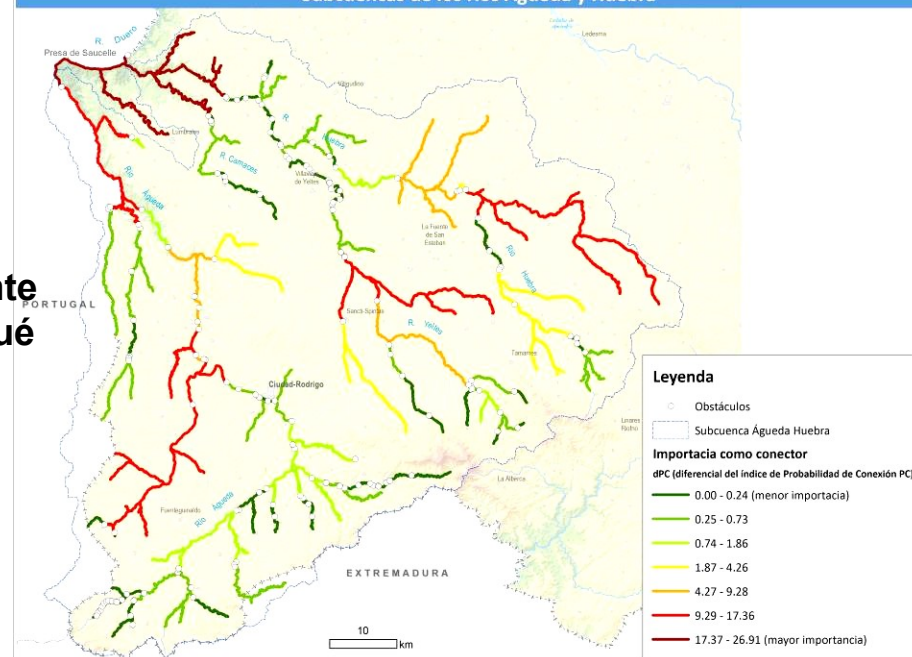 Subcuencas de los ríos Águeda y Huebra
R. Duero
Ledesma
Presa de Saucelle
Vitigudino
Lumbrales
R.
Huebra
R. Camaces
Villavieja
de Yeltes
Río
Águeda
La Fuente
de San
Esteban
Río
Huebra
nte
PORTUGAL
ué
Sancti-Spíritus
R. Yeltes
Tamames
Ciudad-Rodrigo
Leyenda
Obstáculos
Subcuenca Águeda Huebra
Importacia como conector
dPC (diferencial del índice de Probabilidad de Conexión PC)
0.00 - 0.24 (menor importacia)
0.25 - 0.73
0.74 - 1.86
1.87 - 4.26
4.27 - 9.28
9.29 - 17.36
17.37 - 26.91 (mayor importancia)
Linares
La Alberca
Fuenteguinaldo
Río Águeda
EXTREMADURA
10
km